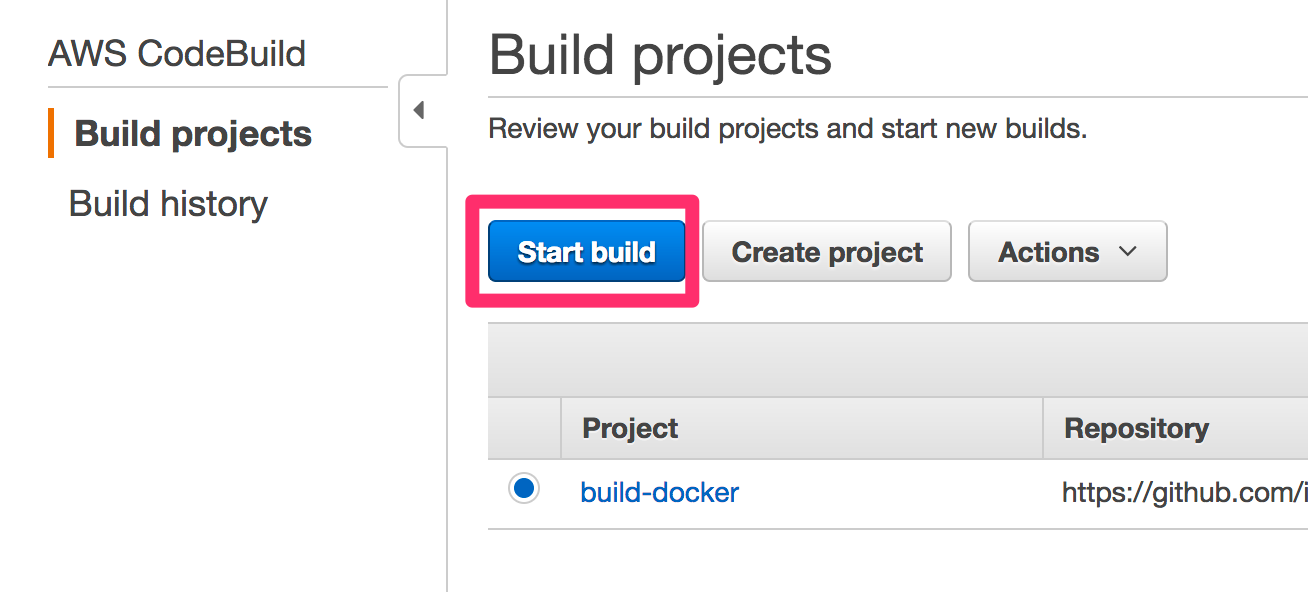 AWS CodeBuild
Build projects
Build history
Build projects
Review your build projects and start new builds.
Start build
Create project
Actions
Project
Repository
build-docker
https://github.com/i